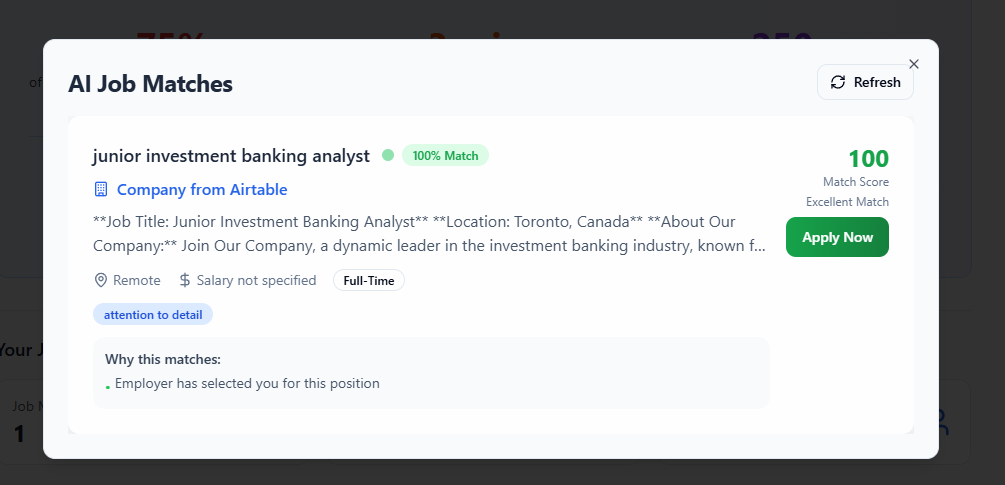 of
AI Job Matches
Refresh
junior investment banking analyst
100% Match
100
Match Score
Excellent Match
Apply Now
Company from Airtable
**Job Title: Junior Investment Banking Analyst** **Location: Toronto, Canada** **About Our
Company:** Join Our Company, a dynamic leader in the investment banking industry, known f...
Remote
Salary not specified
Full-Time
attention to detail
Why this matches:
Employer has selected you for this position
Your J
Job M
1